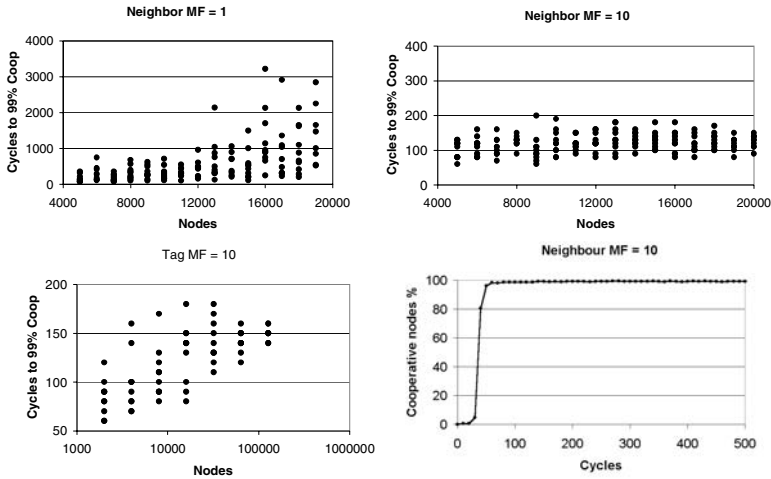 Neighbor MF = 1
Cycles to 99% Coop
4000
3000
2000
1000
0
4000 8000 12000 16000 20000
Nodes
Neighbor MF = 10
Cycles to 99% Coop
400
300
200
100
0
4000 8000 12000 16000 20000
Nodes
Tag MF = 10
Cycles to 99% Coop
200
150
100
50
1000 10000 100000 1000000
Nodes
Neighbour MF = 10
Cooperative nodes %
100
80
60
40
20
0
0 100 200 300 400 500
Cycles